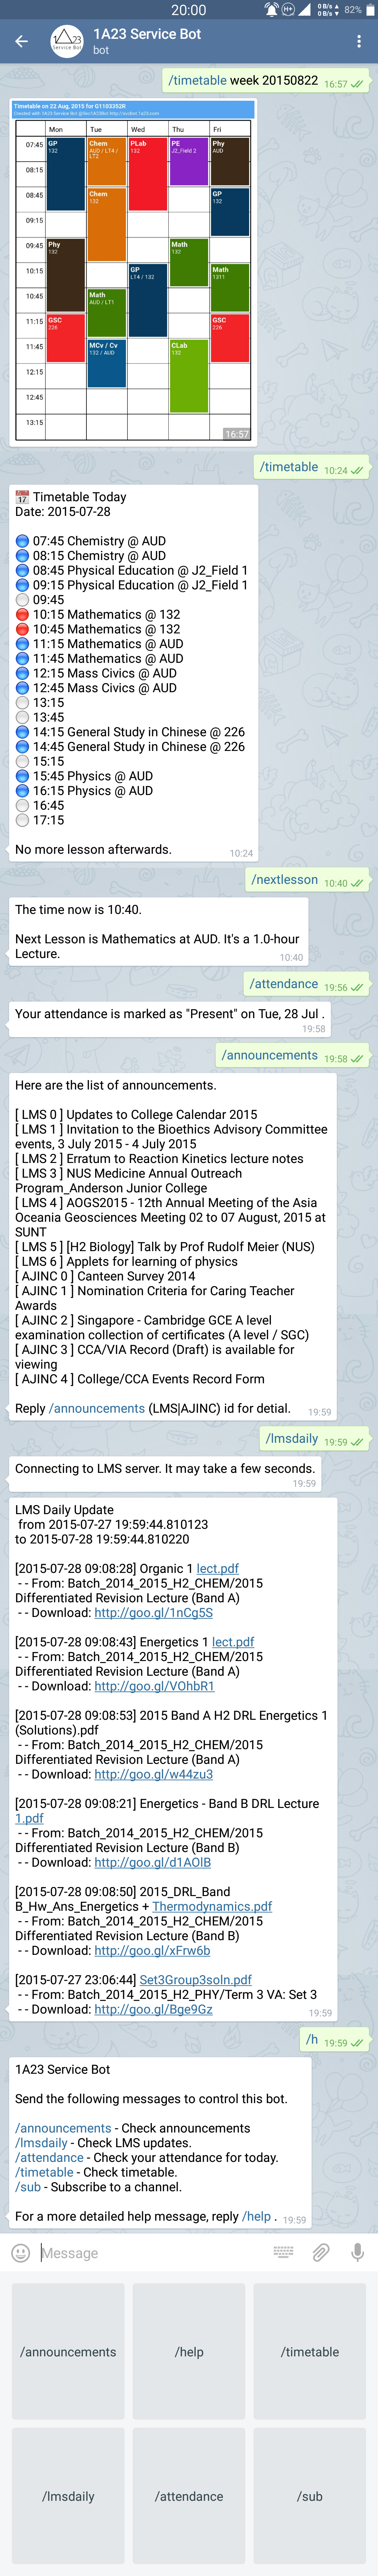 20:00
0 B/s
0 B/s
82%
1A23 Service Bot
bot
1A23
Service Bot
/timetable week 20150822 16:57
Timetable on 22 Aug, 2015 for G1103352R
Mon Tue Wed Thu Fri
07:45
08:15
08:45
09:15
09:45
10:15
10:45
11:15
11:45
12:15
12:45
13:15
GP
132
Phy
132
GSC
226
Chem
AUD / LT4 /
LT2
Chem
132
Math
AUD / LT1
MCv / Cv
132 / AUD
PLab
132
GP
LT4 / 132
PE
J2_Field 2
Math
132
CLab
132
Phy
AUD
GP
132
Math
1311
GSC
226
16:57
/timetable 10:24
Timetable Today
Date: 2015-07-28
07:45 Chemistry @ AUD
08:15 Chemistry @ AUD
08:45 Physical Education @ J2_Field 1
09:15 Physical Education @ J2_Field 1
09:45
10:15 Mathematics @ 132
10:45 Mathematics @ 132
11:15 Mathematics @ AUD
11:45 Mathematics @ AUD
12:15 Mass Civics @ AUD
12:45 Mass Civics @ AUD
13:15
13:45
14:15 General Study in Chinese @ 226
14:45 General Study in Chinese @ 226
15:15
15:45 Physics @ AUD
16:15 Physics @ AUD
16:45
17:15
No more lesson afterwards. 10:24
/nextlesson 10:40
The time now is 10:40.
Next Lesson is Mathematics at AUD. It's a 1.0-hour
Lecture. 10:40
/attendance 19:56
Your attendance is marked as "Present" on Tue, 28 Jul .
19:58
/announcements 19:58
Here are the list of announcements.
[ LMS 0 ] Updates to College Calendar 2015
[ LMS 1 ] Invitation to the Bioethics Advisory Committee
events, 3 July 2015 - 4 July 2015
[ LMS 2 ] Erratum to Reaction Kinetics lecture notes
[ LMS 3 ] NUS Medicine Annual Outreach
Program_Anderson Junior College
[ LMS 4 ] AOGS2015 - 12th Annual Meeting of the Asia
Oceania Geosciences Meeting 02 to 07 August, 2015 at
SUNT
[ LMS 5 ] [H2 Biology] Talk by Prof Rudolf Meier (NUS)
[ LMS 6 ] Applets for learning of physics
[ AJINC 0 ] Canteen Survey 2014
[ AJINC 1 ] Nomination Criteria for Caring Teacher
Awards
[ AJINC 2 ] Singapore - Cambridge GCE A level
examination collection of certificates (A level / SGC)
[ AJINC 3 ] CCA/VIA Record (Draft) is available for
viewing
[ AJINC 4 ] College/CCA Events Record Form
Reply /announcements (LMS|AJINC) id for detial. 19:59
/lmsdaily 19:59
Connecting to LMS server. It may take a few seconds.
19:59
LMS Daily Update
from 2015-07-27 19:59:44.810123
to 2015-07-28 19:59:44.810220
[2015-07-28 09:08:28] Organic 1 lect.pdf
- - From: Batch_2014_2015_H2_CHEM/2015
Differentiated Revision Lecture (Band A)
- - Download: http://goo.gl/1nCg5S
[2015-07-28 09:08:43] Energetics 1 lect.pdf
- - From: Batch_2014_2015_H2_CHEM/2015
Differentiated Revision Lecture (Band A)
- - Download: http://goo.gl/VOhbR1
[2015-07-28 09:08:53] 2015 Band A H2 DRL Energetics 1
(Solutions).pdf
- - From: Batch_2014_2015_H2_CHEM/2015
Differentiated Revision Lecture (Band A)
- - Download: http://goo.gl/w44zu3
[2015-07-28 09:08:21] Energetics - Band B DRL Lecture
1.pdf
- - From: Batch_2014_2015_H2_CHEM/2015
Differentiated Revision Lecture (Band B)
- - Download: http://goo.gl/d1AOlB
[2015-07-28 09:08:50] 2015_DRL_Band
B_Hw_Ans_Energetics + Thermodynamics.pdf
- - From: Batch_2014_2015_H2_CHEM/2015
Differentiated Revision Lecture (Band B)
- - Download: http://goo.gl/xFrw6b
[2015-07-27 23:06:44] Set3Group3soln.pdf
- - From: Batch_2014_2015_H2_PHY/Term 3 VA: Set 3
- - Download: http://goo.gl/Bge9Gz 19:59
/h 19:59
1A23 Service Bot
Send the following messages to control this bot.
/announcements - Check announcements
/lmsdaily - Check LMS updates.
/attendance - Check your attendance for today.
/timetable - Check timetable.
/sub - Subscribe to a channel.
For a more detailed help message, reply /help . 19:59
Message
/announcements /help /timetable
/lmsdaily /attendance /sub